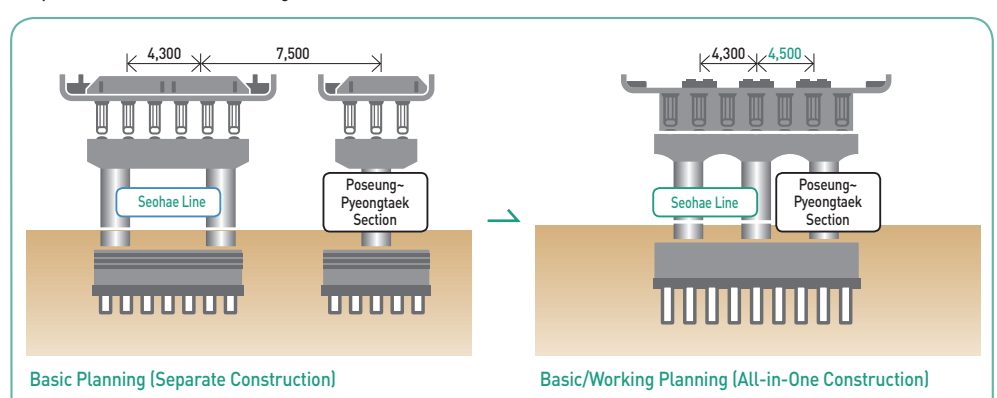 4,300
7,500
4,300
4,500
Seohae Line
Poseung~
Pyeongtaek
Section
Seohae Line
Poseung~
Pyeongtaek
Section
Basic Planning (Separate Construction)
Basic/Working Planning (All-in-One Construction)